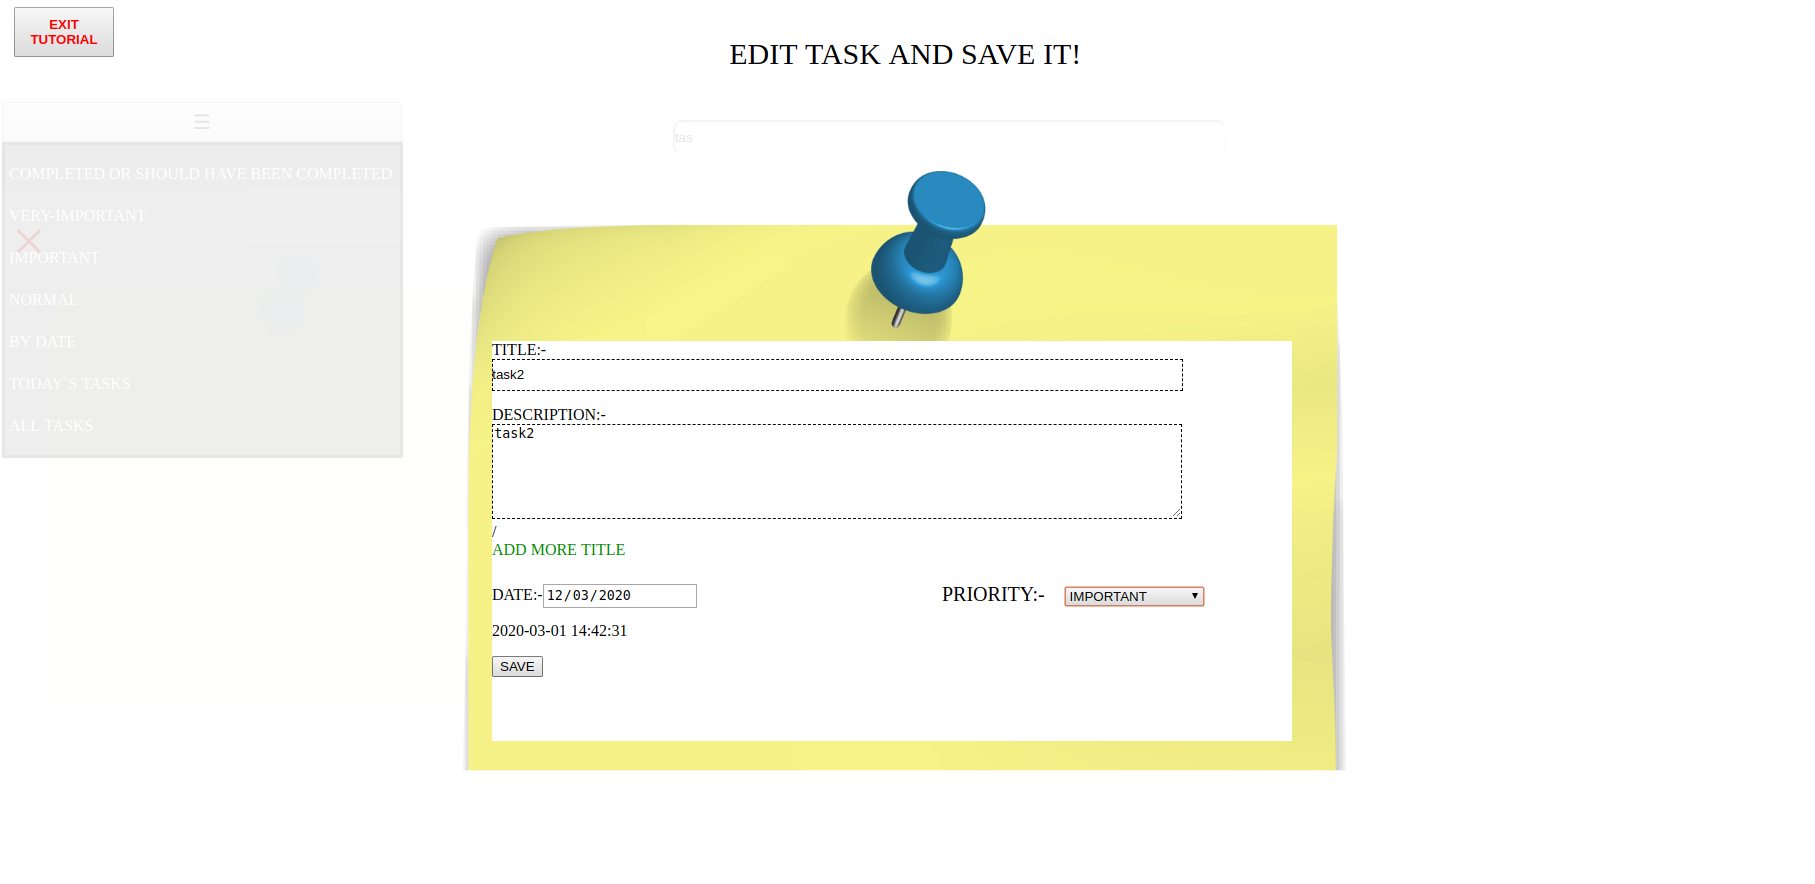 EXIT
TUTORIAL
EDIT TASK AND SAVE IT!
☰
tas
COMPLETED OR SHOULD HAVE BEEN COMPLETED
VERY-IMPORTANT
IMPORTANT
NORMAL
BY DATE
TODAY`S TASKS
ALL TASKS
TITLE:-
task2
DESCRIPTION:-
task2
/
ADD MORE TITLE
DATE:- 12/03/2020 PRIORITY:- IMPORTANT
2020-03-01 14:42:31
SAVE